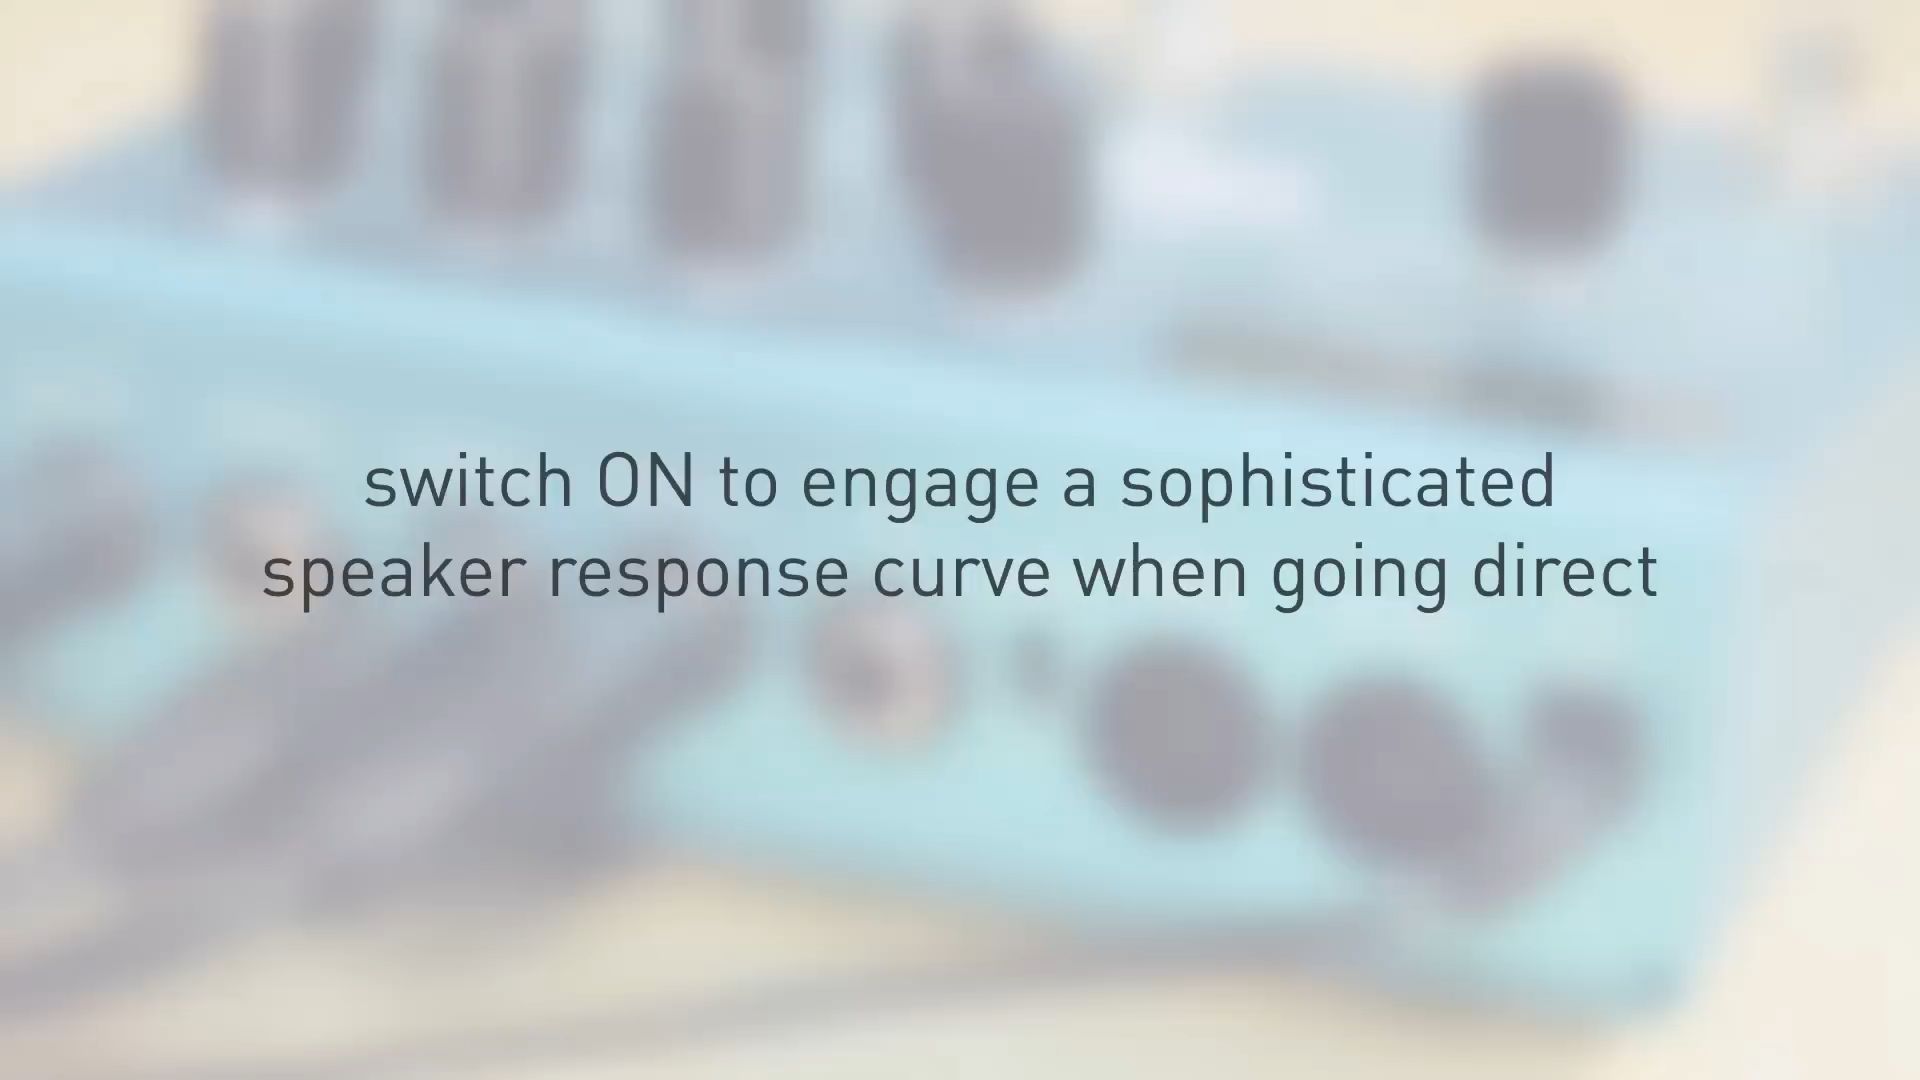 switch ON to engage a sophisticated
speaker response curve when going direct